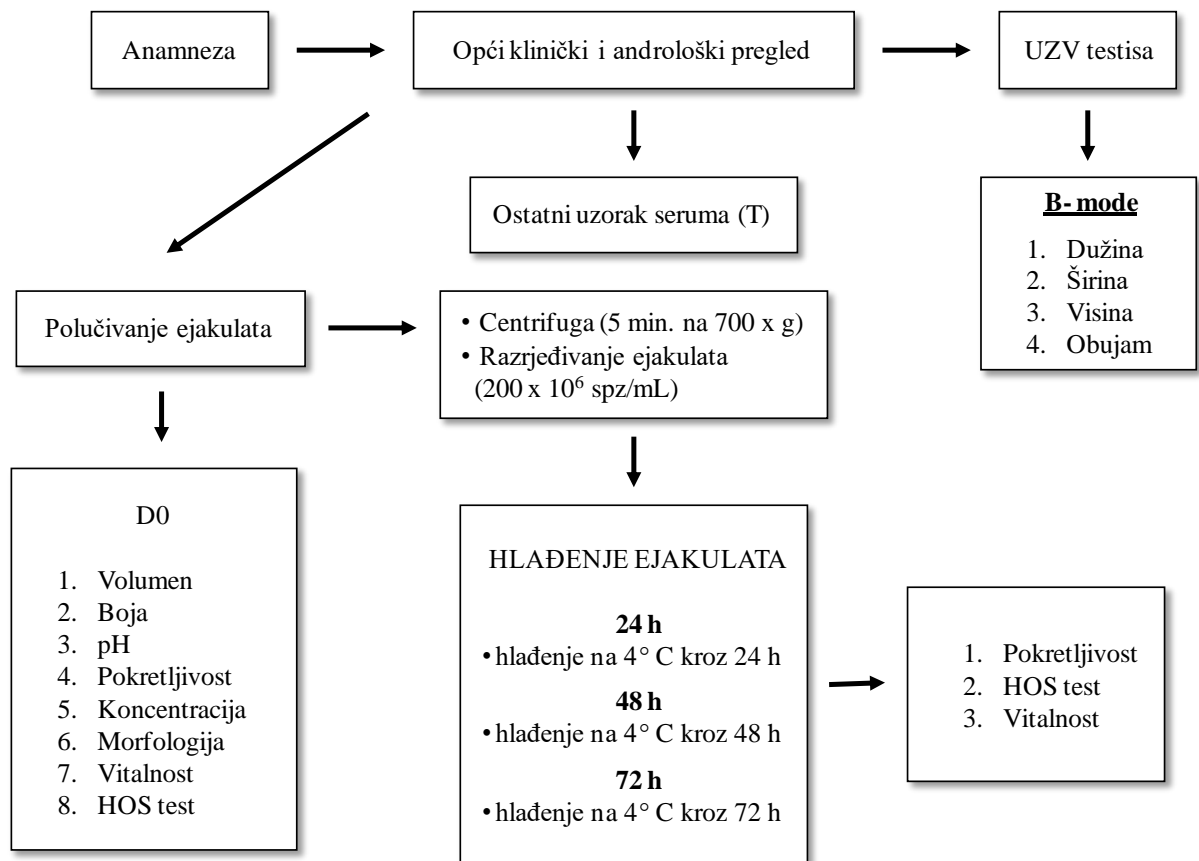 Anamneza
Opći klinički i androloški pregled
UZV testisa
Ostatni uzorak seruma (T)
B- mode
1. Dužina
2. Širina
3. Visina
4. Obujam
Polučivanje ejakulata
• Centrifuga (5 min. na 700 x g)
• Razrjeđivanje ejakulata
(200 x 10⁶ spz/mL)
D0
1. Volumen
2. Boja
3. pH
4. Pokretljivost
5. Koncentracija
6. Morfologija
7. Vitalnost
8. HOS test
HLAĐENJE EJAKULATA
24 h
• hlađenje na 4° C kroz 24 h
48 h
• hlađenje na 4° C kroz 48 h
72 h
• hlađenje na 4° C kroz 72 h
1. Pokretljivost
2. HOS test
3. Vitalnost